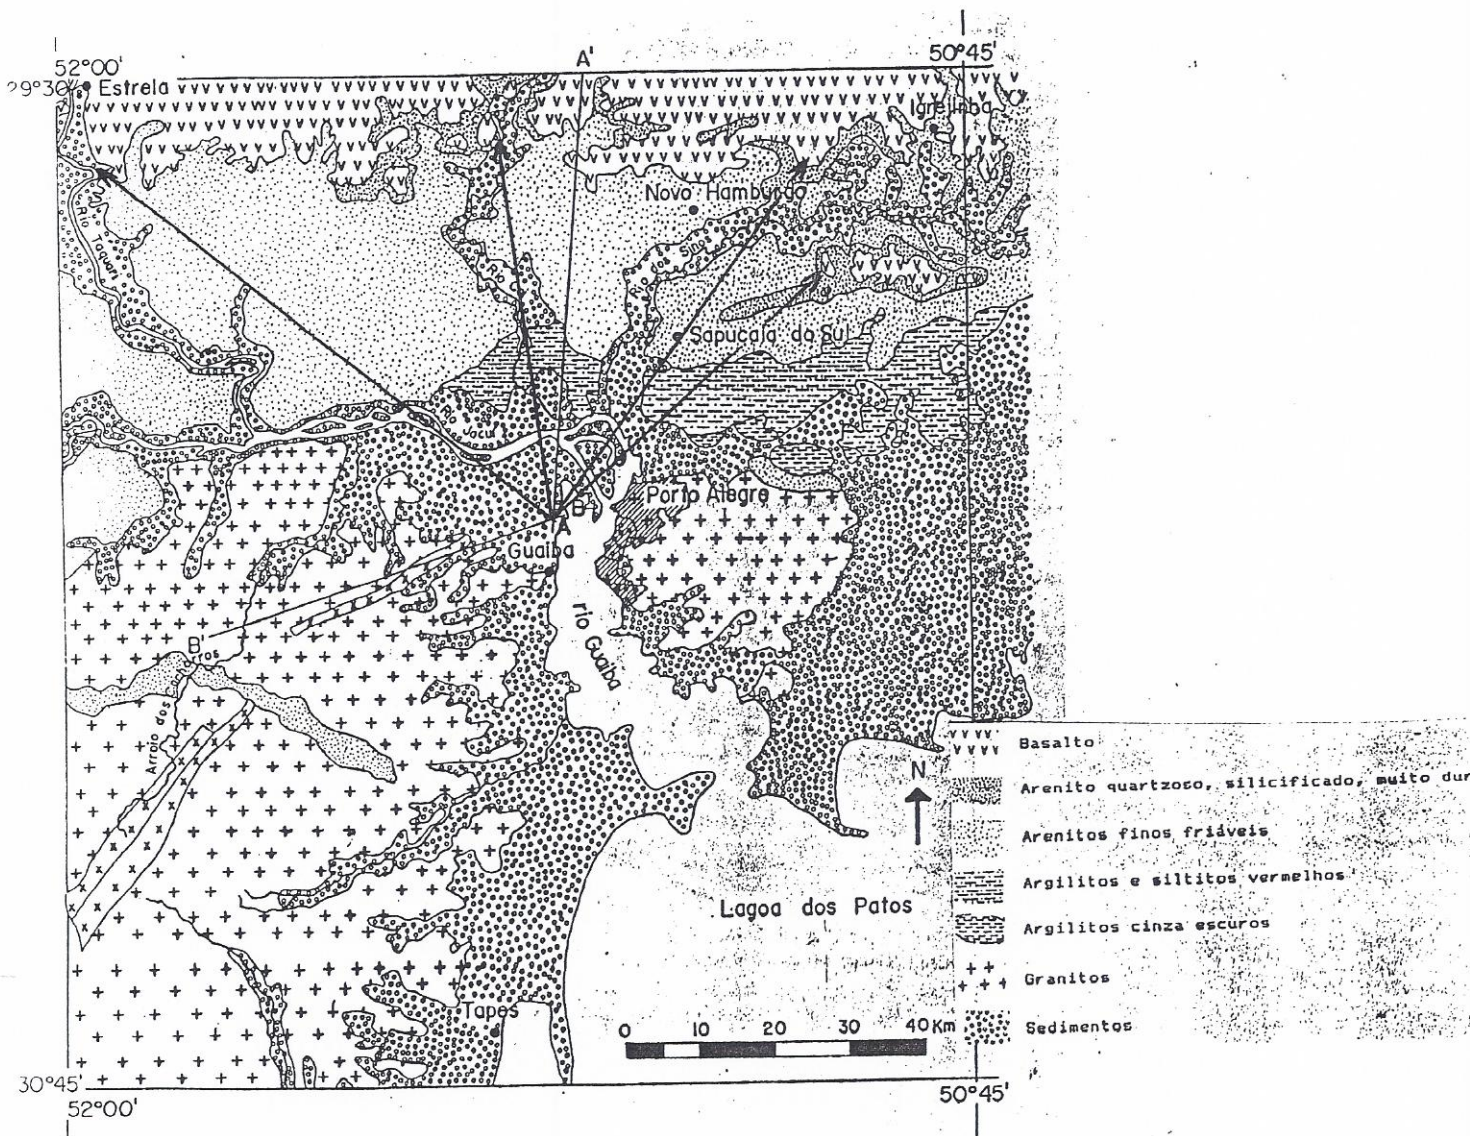 A'
50°45'
52°00'
29°30'
Estrela
Igrejinha
Novo Hamburgo
Rio Taquari
Rio
Rio dos Sinos
Sapucaia do Sul
Rio Jacuí
Porto Alegre
B
A
Guaíba
rio Guaíba
B'
Arroio dos
Basalto
N
Arenito quartzoso, silicificado, muito dur
Arenitos finos friáveis
Argilitos e siltitos vermelhos
Lagoa dos Patos
Argilitos cinza escuros
Granitos
Tapes
0 10 20 30 40 Km
Sedimentos
30°45'
52°00'
50°45'